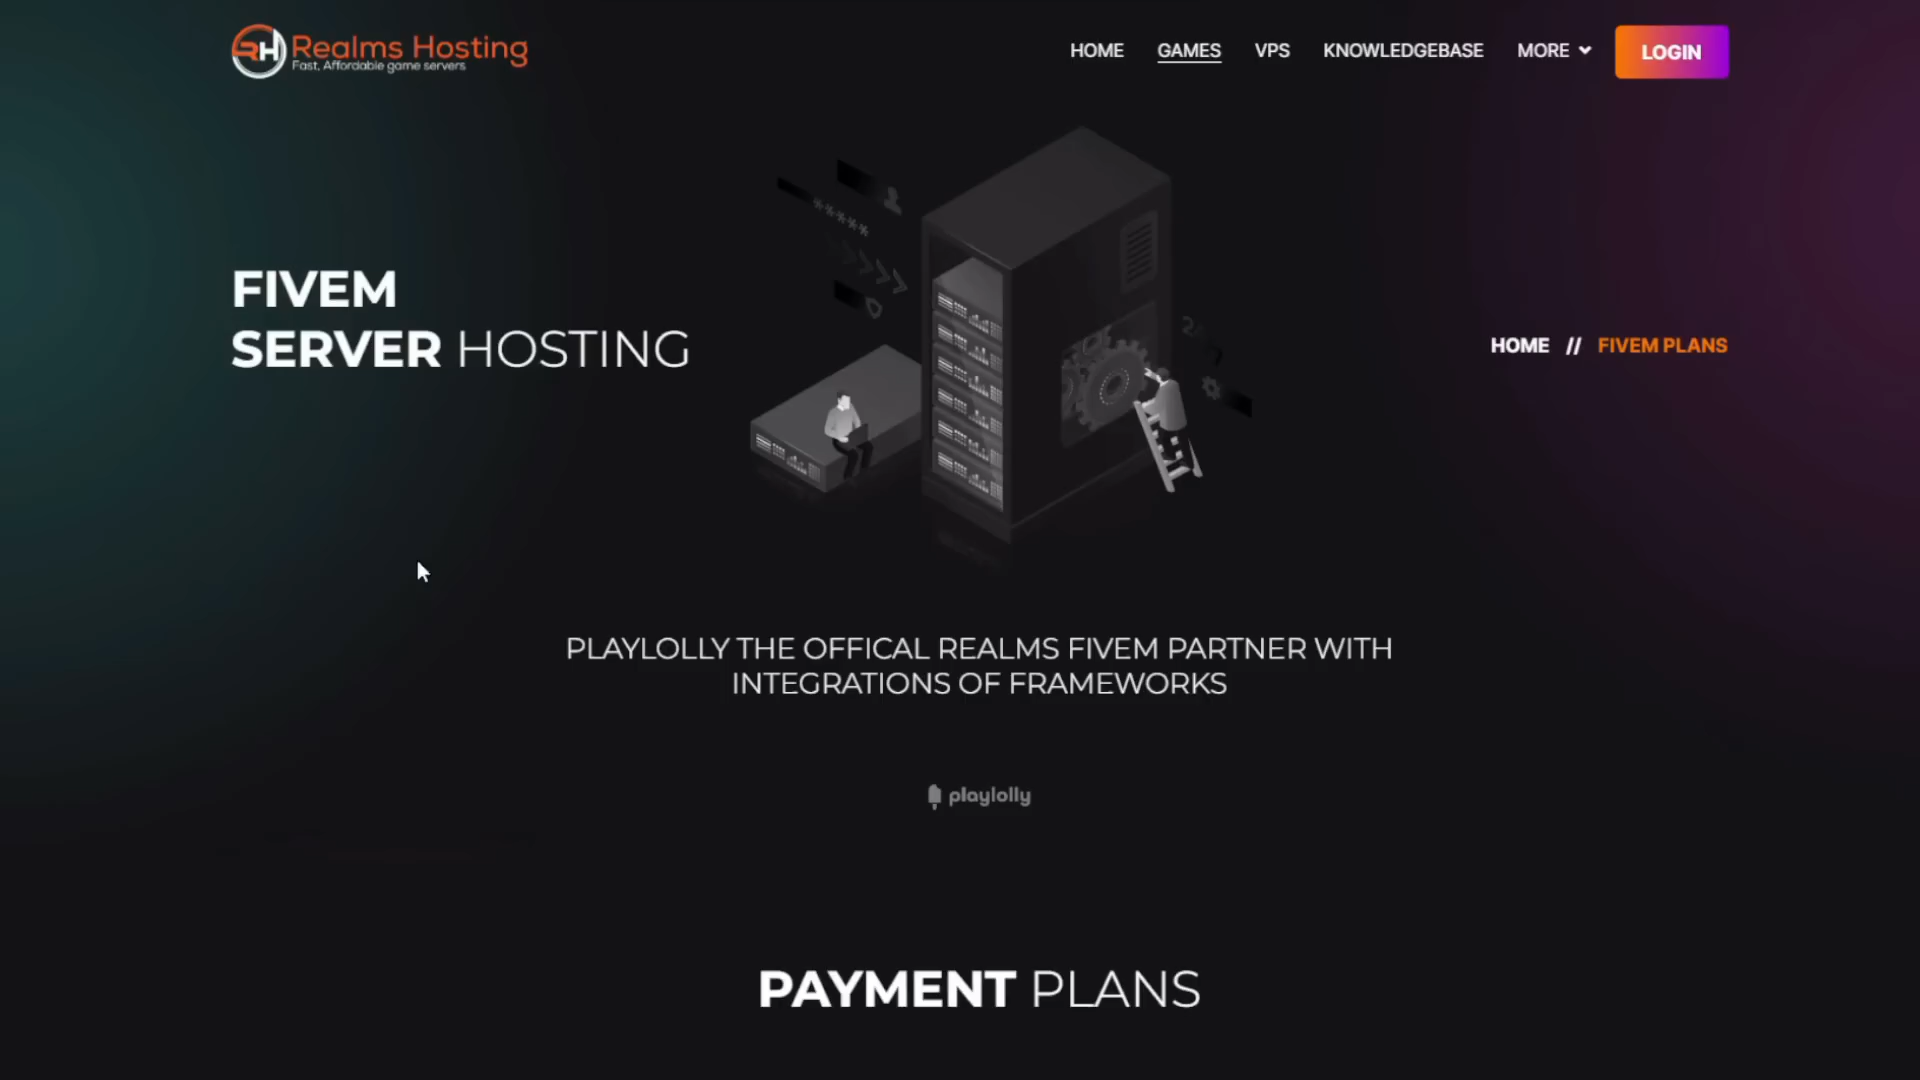 RH Realms Hosting
Fast, Affordable game servers
HOME GAMES VPS KNOWLEDGEBASE MORE LOGIN
*****
FIVEM
SERVER HOSTING
HOME // FIVEM PLANS
PLAYLOLLY THE OFFICAL REALMS FIVEM PARTNER WITH
INTEGRATIONS OF FRAMEWORKS
playlolly
PAYMENT PLANS